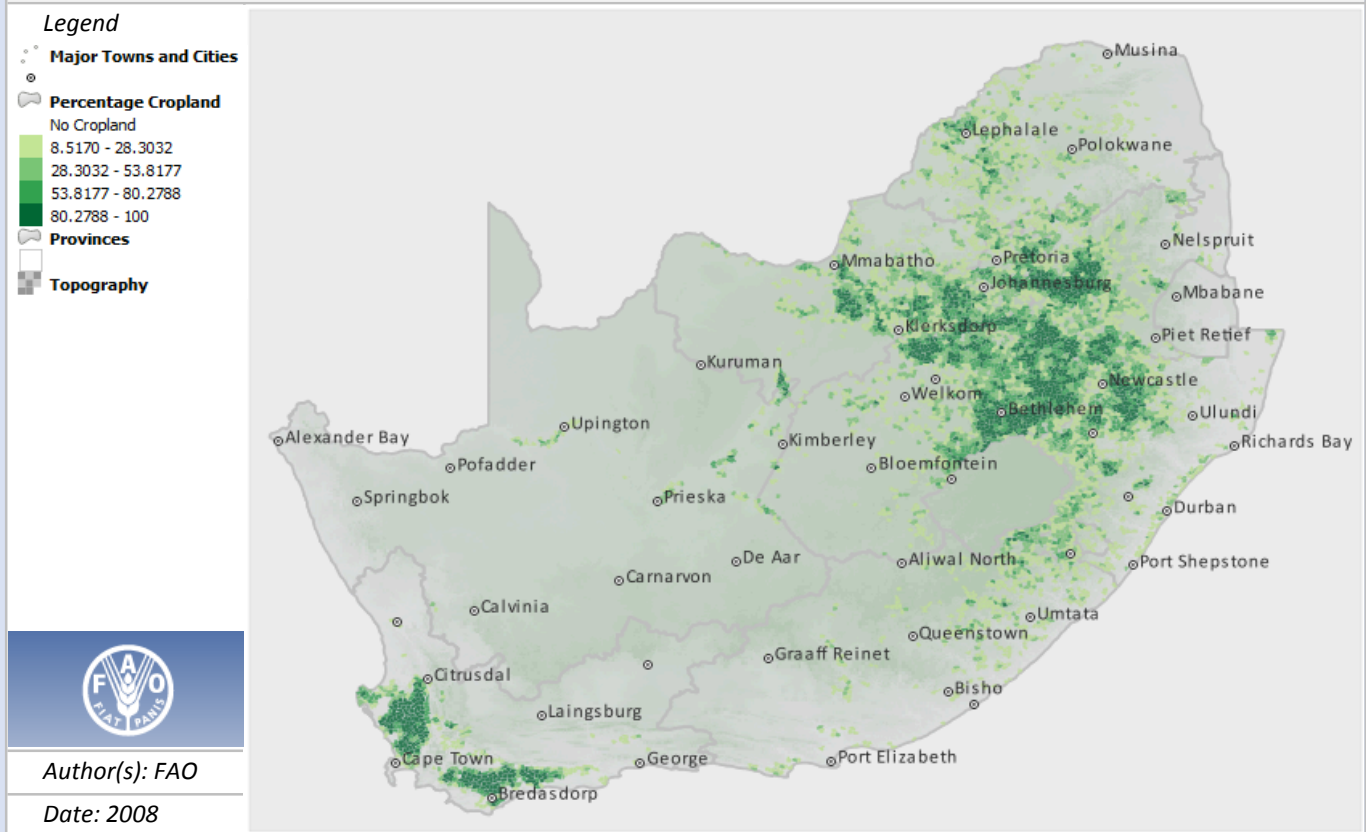 Legend
Major Towns and Cities
Percentage Cropland
No Cropland
8.5170 - 28.3032
28.3032 - 53.8177
53.8177 - 80.2788
80.2788 - 100
Provinces
Topography
F A O
FIAT PANIS
Author(s): FAO
Date: 2008
Musina
Lephalale
Polokwane
Nelspruit
Mmabatho
Pretoria
Johannesburg
Mbabane
Klerksdorp
Piet Retief
Kuruman
Newcastle
Welkom
Bethlehem
Ulundi
Upington
Alexander Bay
Kimberley
Richards Bay
Pofadder
Bloemfontein
Springbok
Prieska
Durban
De Aar
Aliwal North
Port Shepstone
Carnarvon
Calvinia
Umtata
Queenstown
Graaff Reinet
Citrusdal
Bisho
Laingsburg
Cape Town
George
Port Elizabeth
Bredasdorp